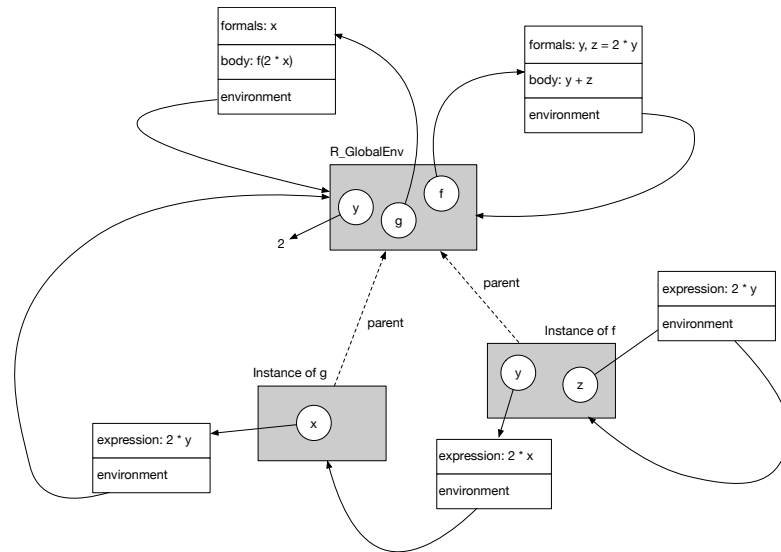 formals: x
body: f(2 * x)
environment
formals: y, z = 2 * y
body: y + z
environment
R_GlobalEnv
y
g
f
2
parent
parent
expression: 2 * y
environment
Instance of f
y
z
Instance of g
x
expression: 2 * y
environment
expression: 2 * x
environment